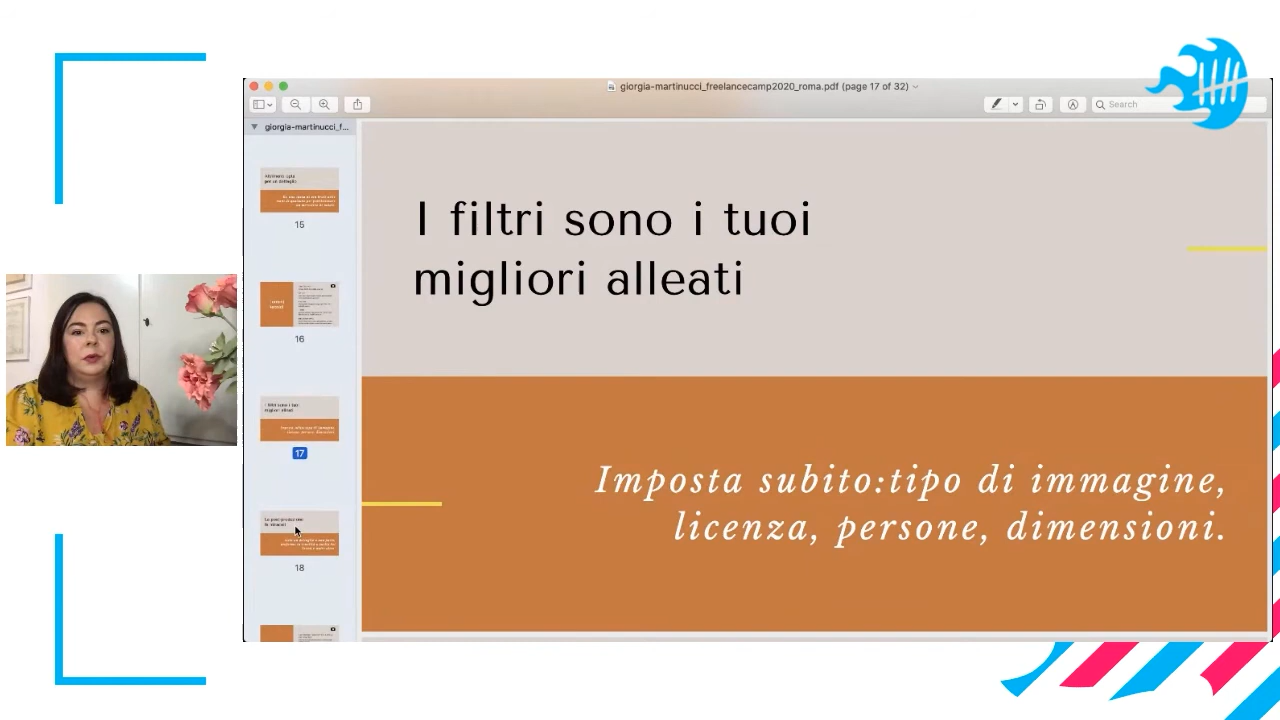 giorgia-martinucci_freelancecamp2020_roma.pdf (page 17 of 32)
Search
giorgia-martinucci_f...
15
16
17
18
I filtri sono i tuoi
migliori alleati
Imposta subito:tipo di immagine,
licenza, persone, dimensioni.